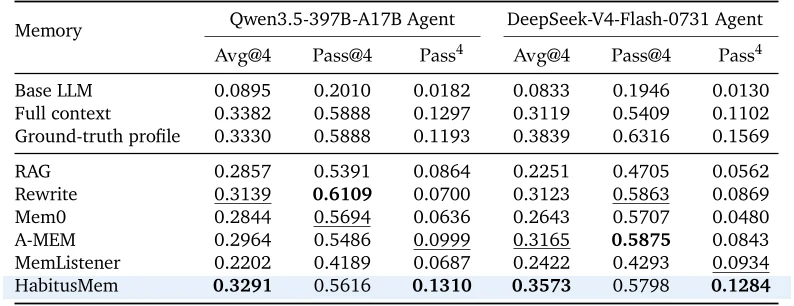 Memory Qwen3.5-397B-A17B Agent DeepSeek-V4-Flash-0731 Agent
Avg@4 Pass@4 Pass⁴ Avg@4 Pass@4 Pass⁴
Base LLM 0.0895 0.2010 0.0182 0.0833 0.1946 0.0130
Full context 0.3382 0.5888 0.1297 0.3119 0.5409 0.1102
Ground-truth profile 0.3330 0.5888 0.1193 0.3839 0.6316 0.1569
RAG 0.2857 0.5391 0.0864 0.2251 0.4705 0.0562
Rewrite 0.3139 0.6109 0.0700 0.3123 0.5863 0.0869
Mem0 0.2844 0.5694 0.0636 0.2643 0.5707 0.0480
A-MEM 0.2964 0.5486 0.0999 0.3165 0.5875 0.0843
MemListener 0.2202 0.4189 0.0687 0.2422 0.4293 0.0934
HabitusMem 0.3291 0.5616 0.1310 0.3573 0.5798 0.1284